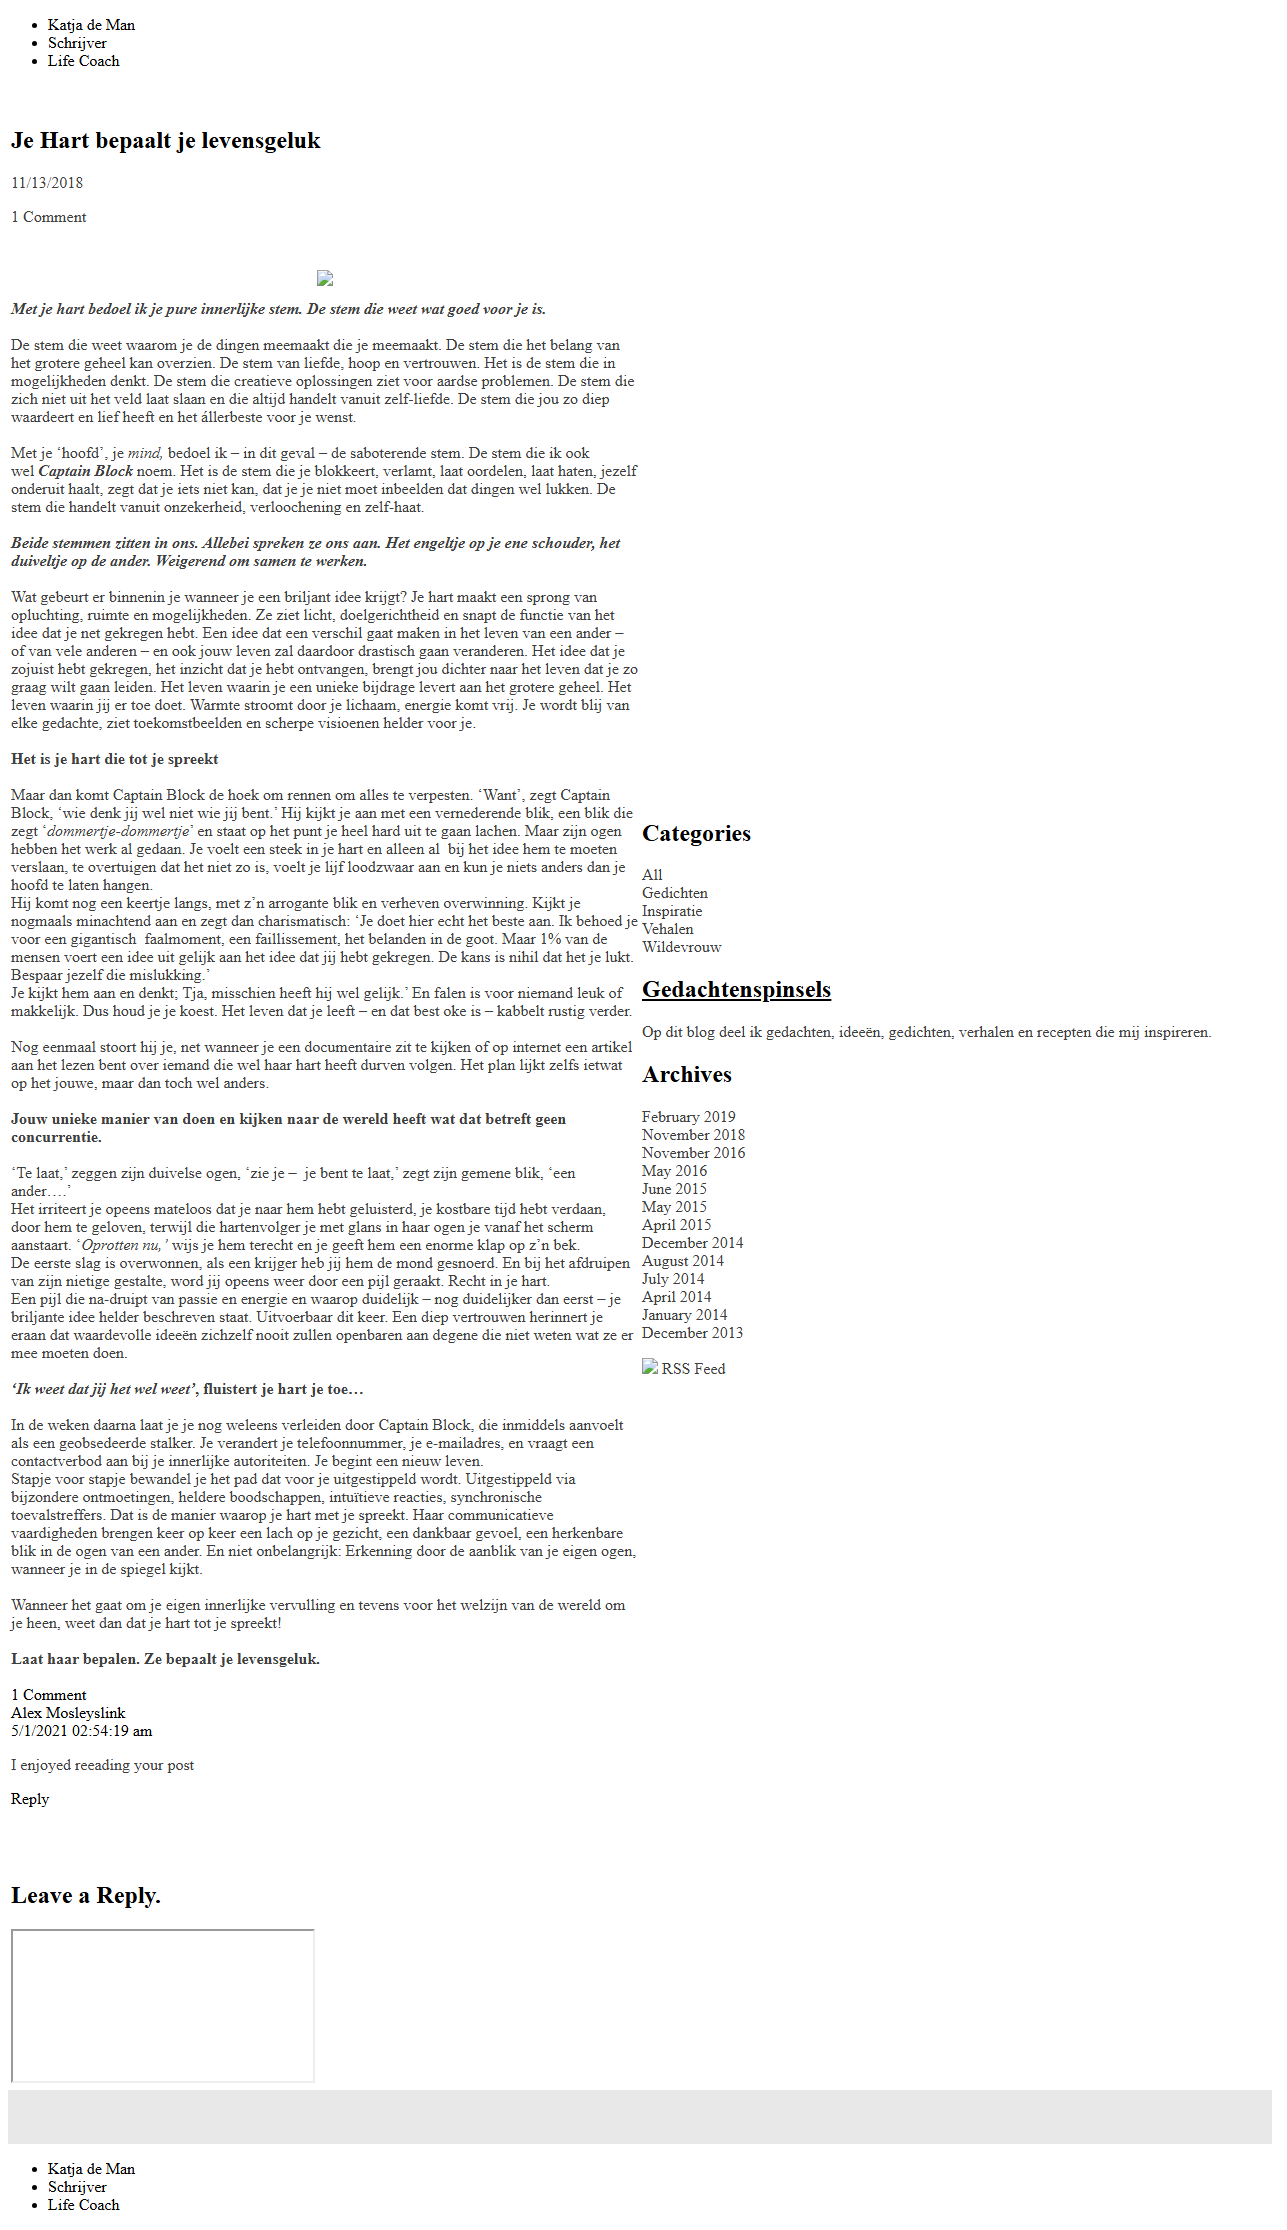 Katja de Man
Schrijver
Life Coach
Je Hart bepaalt je levensgeluk
11/13/2018
1 Comment
Met je hart bedoel ik je pure innerlijke stem. De stem die weet wat goed voor je is.
De stem die weet waarom je de dingen meemaakt die je meemaakt. De stem die het belang van
het grotere geheel kan overzien. De stem van liefde, hoop en vertrouwen. Het is de stem die in
mogelijkheden denkt. De stem die creatieve oplossingen ziet voor aardse problemen. De stem die
zich niet uit het veld laat slaan en die altijd handelt vanuit zelf-liefde. De stem die jou zo diep
waardeert en lief heeft en het állerbeste voor je wenst.
Met je ‘hoofd’, je mind, bedoel ik – in dit geval – de saboterende stem. De stem die ik ook
wel Captain Block noem. Het is de stem die je blokkeert, verlamt, laat oordelen, laat haten, jezelf
onderuit haalt, zegt dat je iets niet kan, dat je je niet moet inbeelden dat dingen wel lukken. De
stem die handelt vanuit onzekerheid, verloochening en zelf-haat.
Beide stemmen zitten in ons. Allebei spreken ze ons aan. Het engeltje op je ene schouder, het
duiveltje op de ander. Weigerend om samen te werken.
Wat gebeurt er binnenin je wanneer je een briljant idee krijgt? Je hart maakt een sprong van
opluchting, ruimte en mogelijkheden. Ze ziet licht, doelgerichtheid en snapt de functie van het
idee dat je net gekregen hebt. Een idee dat een verschil gaat maken in het leven van een ander –
of van vele anderen – en ook jouw leven zal daardoor drastisch gaan veranderen. Het idee dat je
zojuist hebt gekregen, het inzicht dat je hebt ontvangen, brengt jou dichter naar het leven dat je zo
graag wilt gaan leiden. Het leven waarin je een unieke bijdrage levert aan het grotere geheel. Het
leven waarin jij er toe doet. Warmte stroomt door je lichaam, energie komt vrij. Je wordt blij van
elke gedachte, ziet toekomstbeelden en scherpe visioenen helder voor je.
Het is je hart die tot je spreekt
Maar dan komt Captain Block de hoek om rennen om alles te verpesten. ‘Want’, zegt Captain
Block, ‘wie denk jij wel niet wie jij bent.’ Hij kijkt je aan met een vernederende blik, een blik die
zegt ‘dommertje-dommertje’ en staat op het punt je heel hard uit te gaan lachen. Maar zijn ogen
hebben het werk al gedaan. Je voelt een steek in je hart en alleen al  bij het idee hem te moeten
verslaan, te overtuigen dat het niet zo is, voelt je lijf loodzwaar aan en kun je niets anders dan je
hoofd te laten hangen.
Hij komt nog een keertje langs, met z’n arrogante blik en verheven overwinning. Kijkt je
nogmaals minachtend aan en zegt dan charismatisch: ‘Je doet hier echt het beste aan. Ik behoed je
voor een gigantisch  faalmoment, een faillissement, het belanden in de goot. Maar 1% van de
mensen voert een idee uit gelijk aan het idee dat jij hebt gekregen. De kans is nihil dat het je lukt.
Bespaar jezelf die mislukking.’
Je kijkt hem aan en denkt; Tja, misschien heeft hij wel gelijk.’ En falen is voor niemand leuk of
makkelijk. Dus houd je je koest. Het leven dat je leeft – en dat best oke is – kabbelt rustig verder.
Nog eenmaal stoort hij je, net wanneer je een documentaire zit te kijken of op internet een artikel
aan het lezen bent over iemand die wel haar hart heeft durven volgen. Het plan lijkt zelfs ietwat
op het jouwe, maar dan toch wel anders.
Jouw unieke manier van doen en kijken naar de wereld heeft wat dat betreft geen
concurrentie.
‘Te laat,’ zeggen zijn duivelse ogen, ‘zie je –  je bent te laat,’ zegt zijn gemene blik, ‘een
ander….’
Het irriteert je opeens mateloos dat je naar hem hebt geluisterd, je kostbare tijd hebt verdaan,
door hem te geloven, terwijl die hartenvolger je met glans in haar ogen je vanaf het scherm
aanstaart. ‘Oprotten nu,’ wijs je hem terecht en je geeft hem een enorme klap op z’n bek.
De eerste slag is overwonnen, als een krijger heb jij hem de mond gesnoerd. En bij het afdruipen
van zijn nietige gestalte, word jij opeens weer door een pijl geraakt. Recht in je hart.
Een pijl die na-druipt van passie en energie en waarop duidelijk – nog duidelijker dan eerst – je
briljante idee helder beschreven staat. Uitvoerbaar dit keer. Een diep vertrouwen herinnert je
eraan dat waardevolle ideeën zichzelf nooit zullen openbaren aan degene die niet weten wat ze er
mee moeten doen.
‘Ik weet dat jij het wel weet’, fluistert je hart je toe…
In de weken daarna laat je je nog weleens verleiden door Captain Block, die inmiddels aanvoelt
als een geobsedeerde stalker. Je verandert je telefoonnummer, je e-mailadres, en vraagt een
contactverbod aan bij je innerlijke autoriteiten. Je begint een nieuw leven.
Stapje voor stapje bewandel je het pad dat voor je uitgestippeld wordt. Uitgestippeld via
bijzondere ontmoetingen, heldere boodschappen, intuïtieve reacties, synchronische
toevalstreffers. Dat is de manier waarop je hart met je spreekt. Haar communicatieve
vaardigheden brengen keer op keer een lach op je gezicht, een dankbaar gevoel, een herkenbare
blik in de ogen van een ander. En niet onbelangrijk: Erkenning door de aanblik van je eigen ogen,
wanneer je in de spiegel kijkt.
Wanneer het gaat om je eigen innerlijke vervulling en tevens voor het welzijn van de wereld om
je heen, weet dan dat je hart tot je spreekt!
Laat haar bepalen. Ze bepaalt je levensgeluk.
1 Comment
Alex Mosleyslink
5/1/2021 02:54:19 am
I enjoyed reeading your post
Reply
Leave a Reply.
Categories
All
Gedichten
Inspiratie
Vehalen
Wildevrouw
Gedachtenspinsels
Op dit blog deel ik gedachten, ideeën, gedichten, verhalen en recepten die mij inspireren.
Archives
February 2019
November 2018
November 2016
May 2016
June 2015
May 2015
April 2015
December 2014
August 2014
July 2014
April 2014
January 2014
December 2013
RSS Feed
Katja de Man
Schrijver
Life Coach